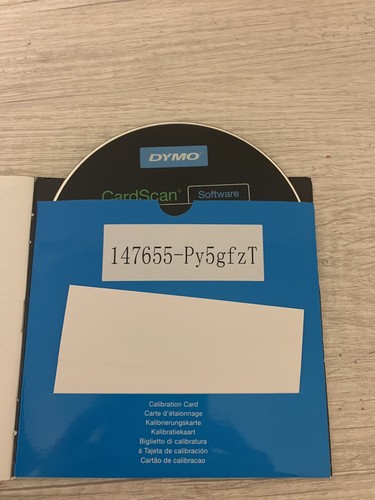 DYMO
CardScan® Software
147655-Py5gfzT
Calibration Card
Carte d'étalonnage
Kalibrierungskarte
Kalibratiekaart
Biglietto di calibratura
á Tajeta de calibración
Cartão de calibracao